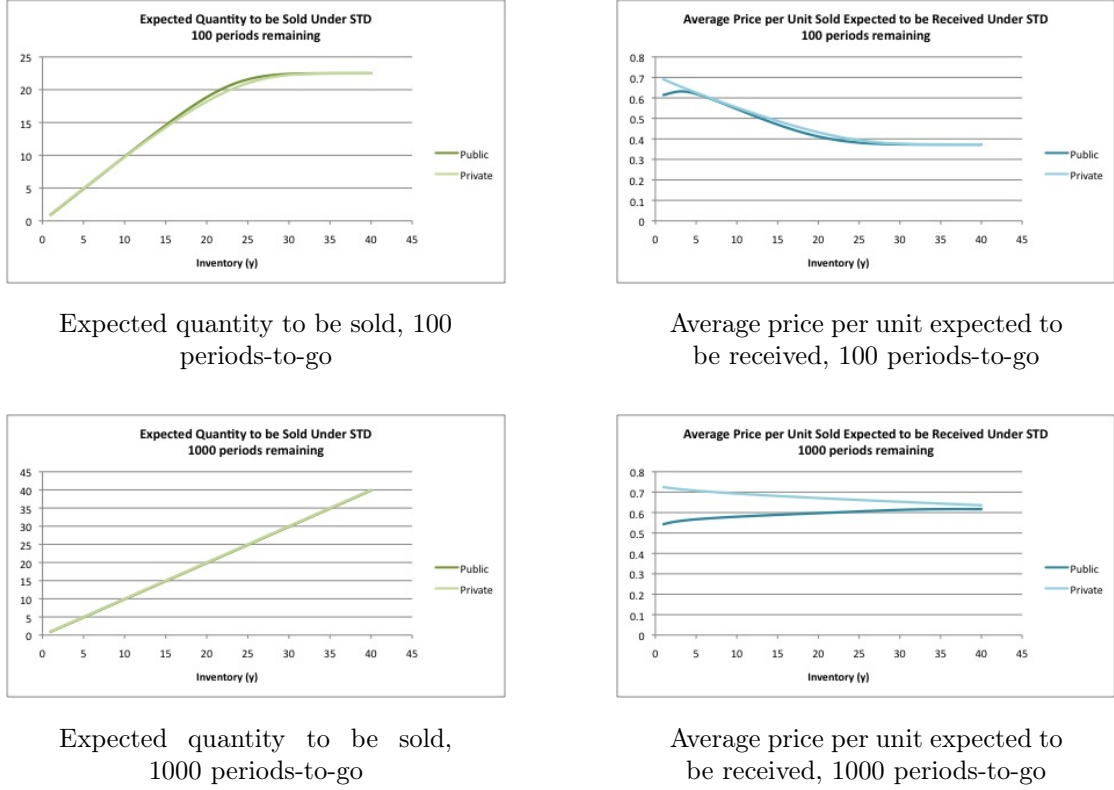 Expected Quantity to be Sold Under STD
100 periods remaining
25
20
15
10
5
0
0 5 10 15 20 25 30 35 40 45
Inventory (y)
Public
Private
Expected quantity to be sold, 100
periods-to-go
Average Price per Unit Sold Expected to be Received Under STD
100 periods remaining
0.8
0.7
0.6
0.5
0.4
0.3
0.2
0.1
0
0 5 10 15 20 25 30 35 40 45
Inventory (y)
Public
Private
Average price per unit expected to
be received, 100 periods-to-go
Expected Quantity to be Sold Under STD
1000 periods remaining
45
40
35
30
25
20
15
10
5
0
0 5 10 15 20 25 30 35 40 45
Inventory (y)
Public
Private
Expected quantity to be sold,
1000 periods-to-go
Average Price per Unit Sold Expected to be Received Under STD
1000 periods remaining
0.8
0.7
0.6
0.5
0.4
0.3
0.2
0.1
0
0 5 10 15 20 25 30 35 40 45
Inventory (y)
Public
Private
Average price per unit expected to
be received, 1000 periods-to-go